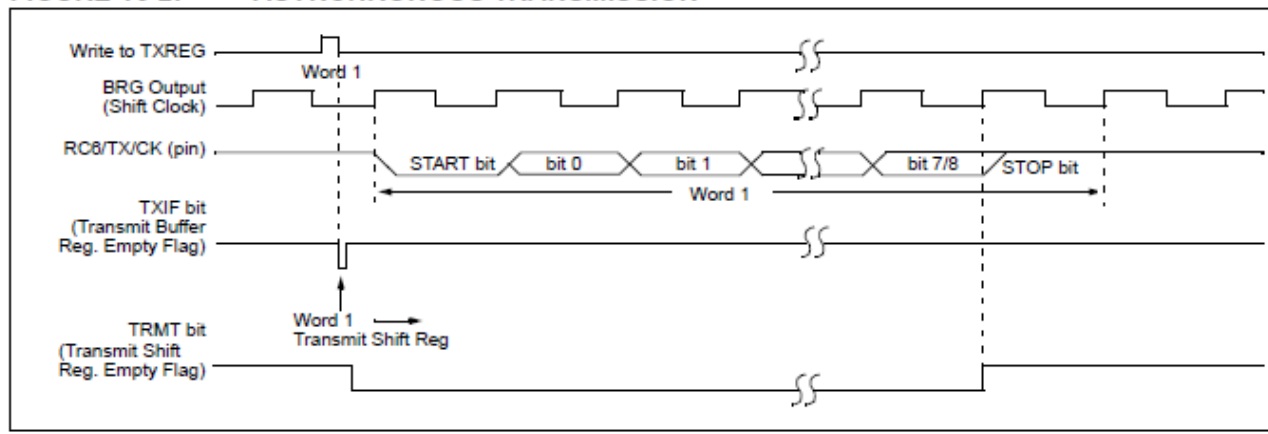 Write to TXREG
Word 1
BRG Output
(Shift Clock)
RC6/TX/CK (pin)
START bit
bit 0
bit 1
bit 7/8
STOP bit
Word 1
TXIF bit
(Transmit Buffer
Reg. Empty Flag)
Word 1
Transmit Shift Reg
TRMT bit
(Transmit Shift
Reg. Empty Flag)